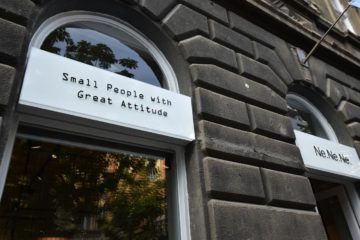 Small People with
Great Attitude
Ne.Ne.Ne